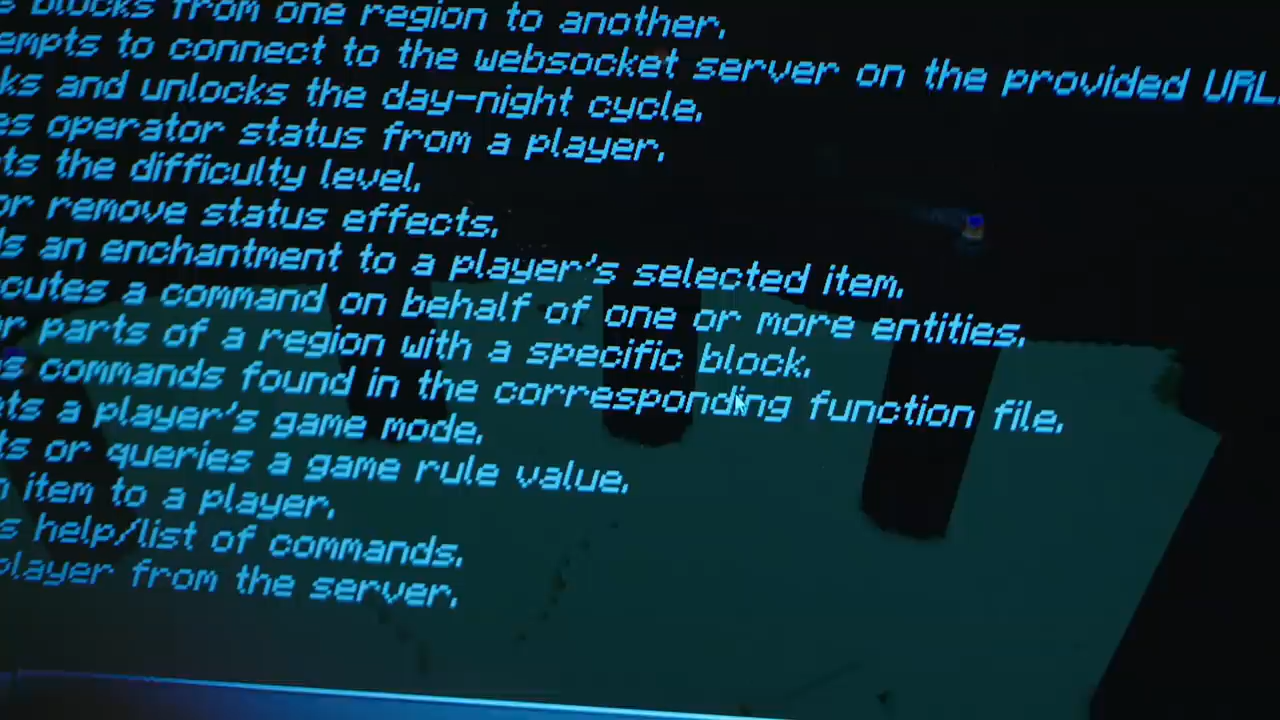 blocks from one region to another.
empts to connect to the websocket server on the provided URL.
ks and unlocks the day-night cycle.
es operator status from a player.
ts the difficulty level.
or remove status effects.
ds an enchantment to a player's selected item.
cutes a command on behalf of one or more entities.
or parts of a region with a specific block.
s commands found in the corresponding function file.
ets a player's game mode.
ts or queries a game rule value.
n item to a player.
s help/list of commands.
player from the server.